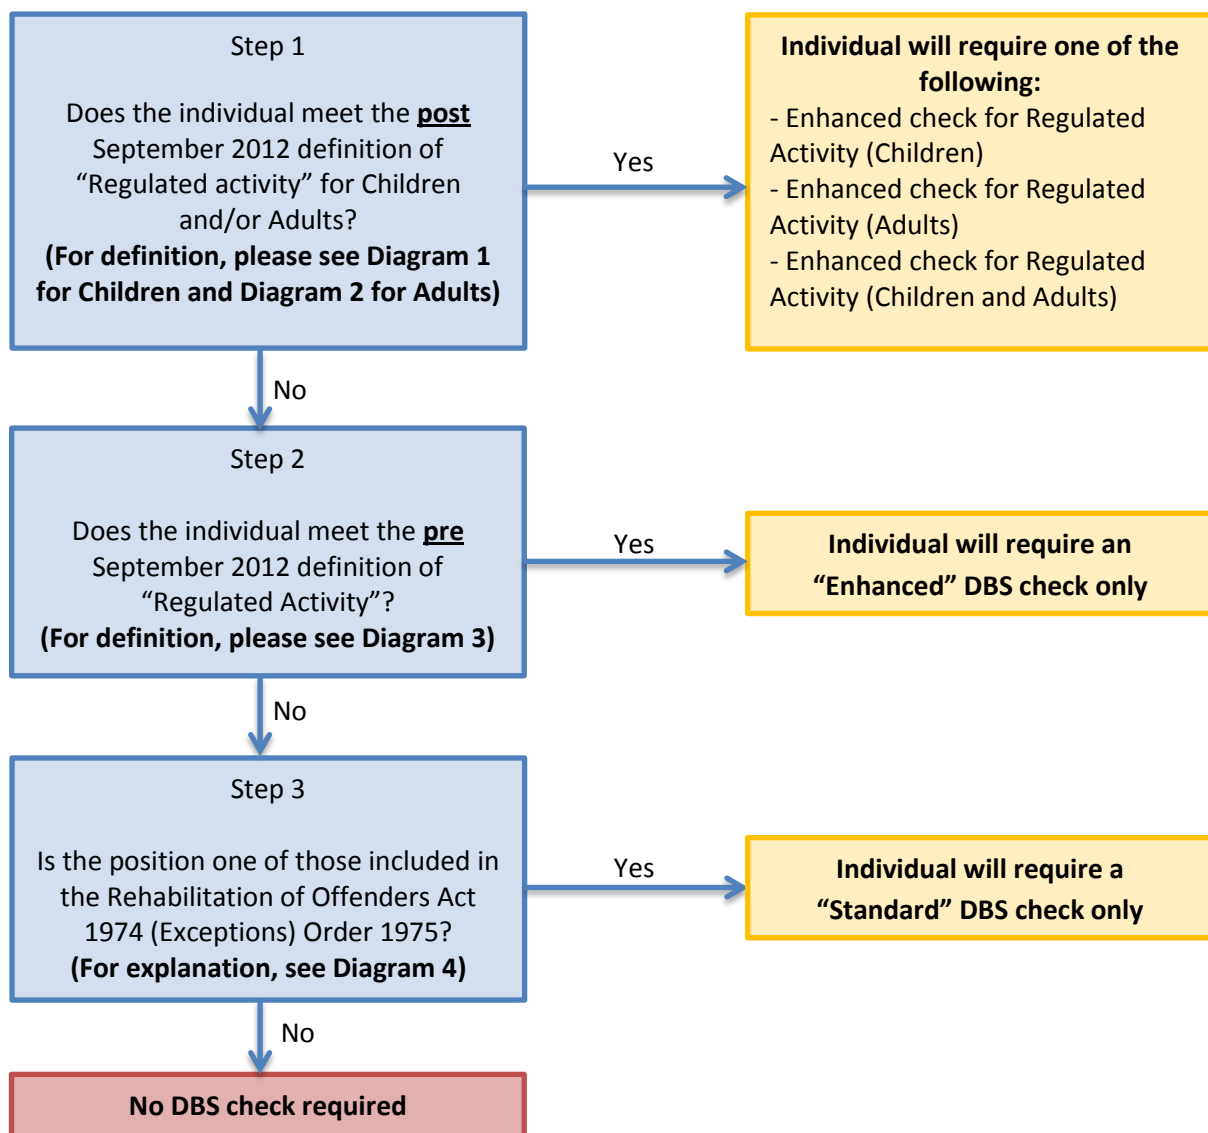 Step 1
Does the individual meet the post
September 2012 definition of
“Regulated activity” for Children
and/or Adults?
(For definition, please see Diagram 1
for Children and Diagram 2 for Adults)
Yes
Individual will require one of the
following:
- Enhanced check for Regulated
Activity (Children)
- Enhanced check for Regulated
Activity (Adults)
- Enhanced check for Regulated
Activity (Children and Adults)
No
Step 2
Does the individual meet the pre
September 2012 definition of
“Regulated Activity”?
(For definition, please see Diagram 3)
Yes
Individual will require an
“Enhanced” DBS check only
No
Step 3
Is the position one of those included in
the Rehabilitation of Offenders Act
1974 (Exceptions) Order 1975?
(For explanation, see Diagram 4)
Yes
Individual will require a
“Standard” DBS check only
No
No DBS check required